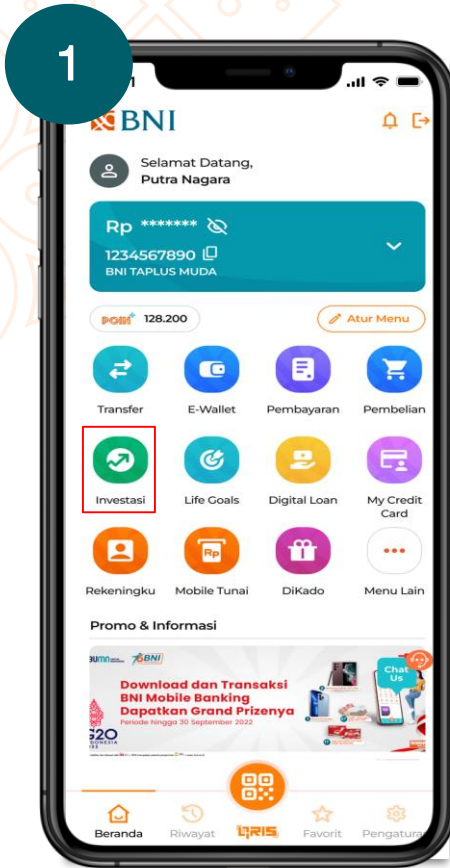 1
BNI
Selamat Datang,
Putra Nagara
Rp *******
1234567890
BNI TAPLUS MUDA
POIN+ 128.200
Atur Menu
Transfer
E-Wallet
Pembayaran
Pembelian
Investasi
Life Goals
Digital Loan
My Credit
Card
Rp
Rekeningku
Mobile Tunai
DiKado
Menu Lain
Promo & Informasi
BNI
Download dan Transaksi
BNI Mobile Banking
Dapatkan Grand Prizenya
Periode hingga 30 September 2022
Chat
Us
G20
INDONESIA
Beranda
Riwayat
QRIS
Favorit
Pengatura